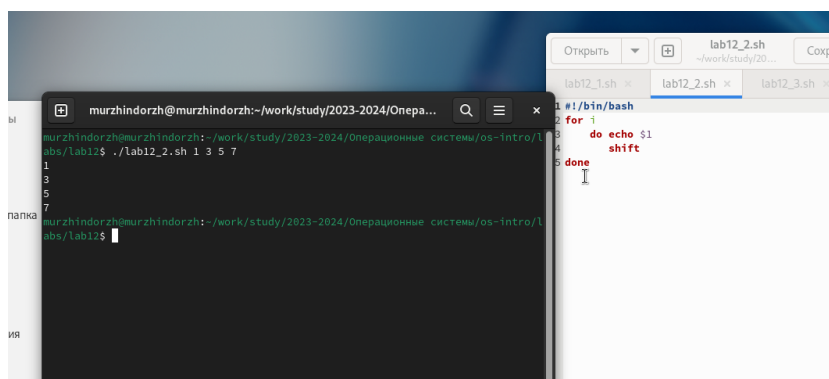 lab12_2.sh
Открыть
~/work/study/20...
lab12_1.sh × lab12_2.sh × lab12_3.sh ×
murzhindorzh@murzhindorzh:~/work/study/2023-2024/Опера... ×
murzhindorzh@murzhindorzh:~/work/study/2023-2024/Операционные системы/os-intro/l
abs/lab12$ ./lab12_2.sh 1 3 5 7
1
3
5
7
murzhindorzh@murzhindorzh:~/work/study/2023-2024/Операционные системы/os-intro/l
abs/lab12$
1 #!/bin/bash
2 for i
3 do echo $1
4 shift
5 done
ы
папка
ия